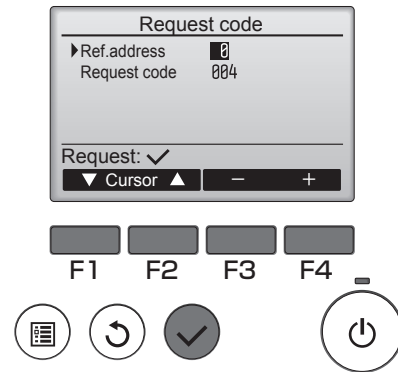 Request code
Ref.address 0
Request code 004
Request: ✓
▼ Cursor ▲ − +
F1 F2 F3 F4